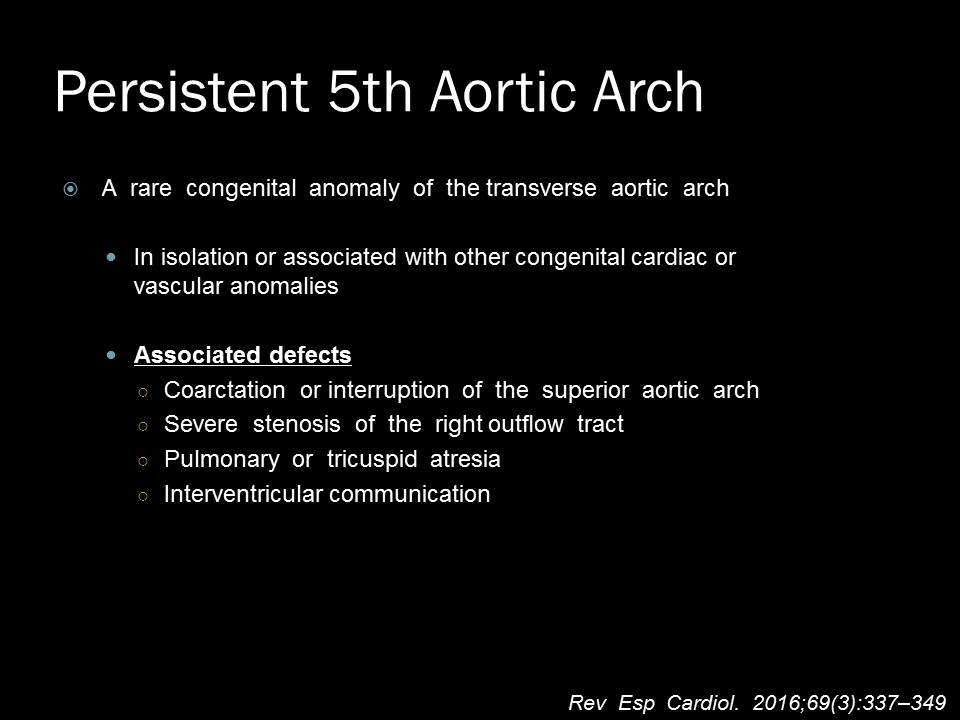 Persistent 5th Aortic Arch
A rare congenital anomaly of the transverse aortic arch
In isolation or associated with other congenital cardiac or
vascular anomalies
Associated defects
Coarctation or interruption of the superior aortic arch
Severe stenosis of the right outflow tract
Pulmonary or tricuspid atresia
Interventricular communication
Rev Esp Cardiol. 2016;69(3):337–349